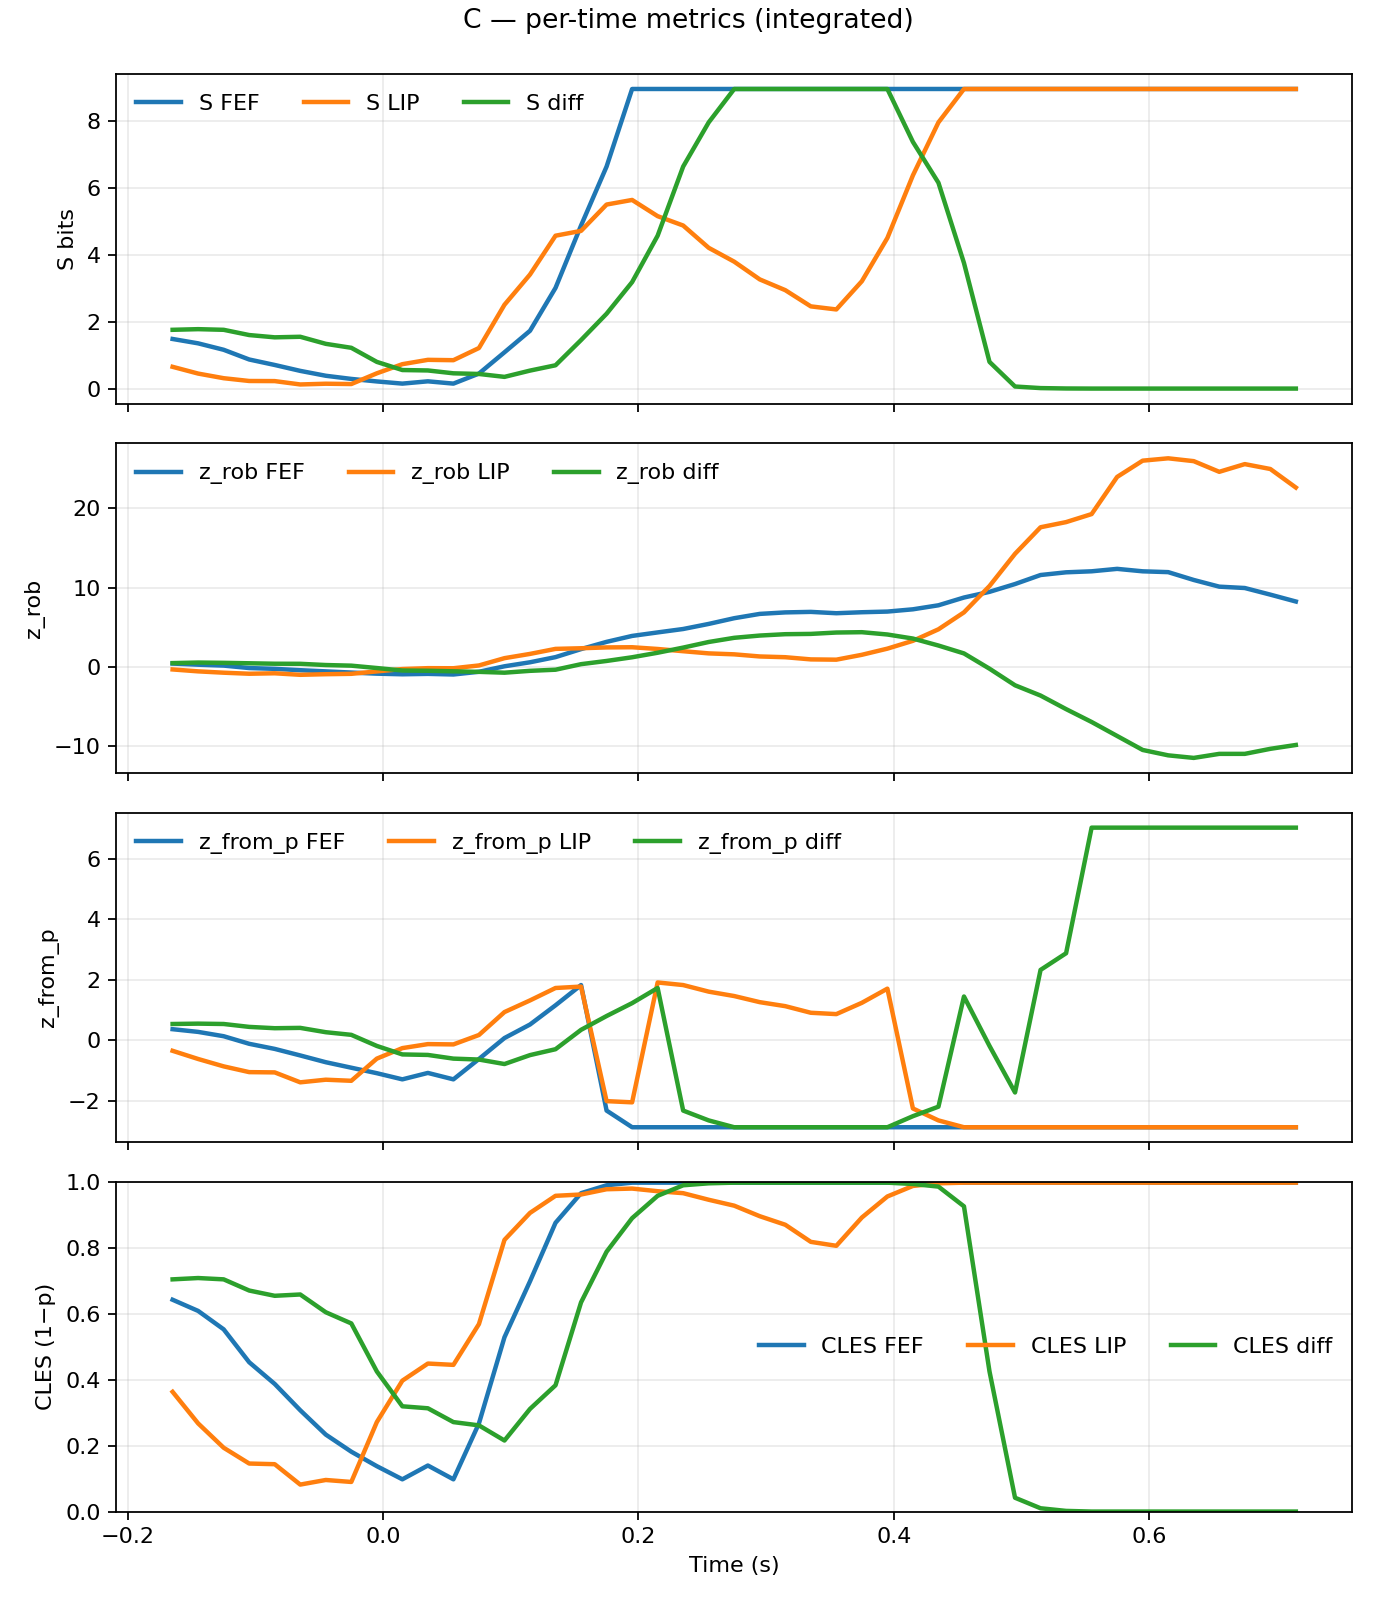 C — per-time metrics (integrated)
S FEF S LIP S diff
8
6
4
2
0
S bits
z_rob FEF z_rob LIP z_rob diff
20
10
0
−10
z_rob
z_from_p FEF z_from_p LIP z_from_p diff
6
4
2
0
−2
z_from_p
1.0
0.8
0.6
0.4
0.2
0.0
CLES (1−p)
CLES FEF CLES LIP CLES diff
−0.2 0.0 0.2 0.4 0.6
Time (s)